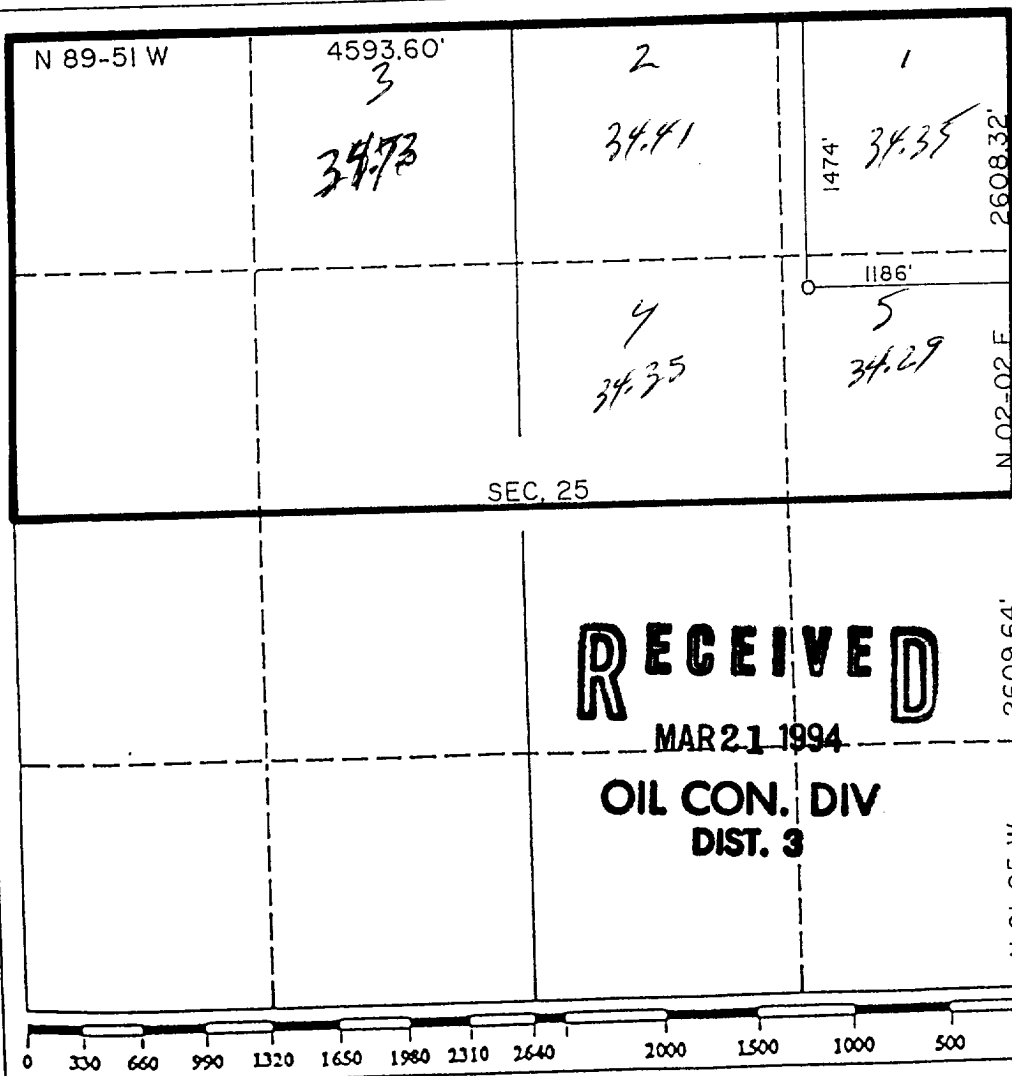 N 89-51 W 4593.60'
3 2 1
34.41 34.35
1474'
2608.32'
1186'
4 5
34.35 34.29
N 02-02 E
SEC. 25
2609.64'
RECEIVED
MAR 21 1994
OIL CON. DIV
DIST. 3
0 330 660 990 1320 1650 1980 2310 2640 2000 1500 1000 500